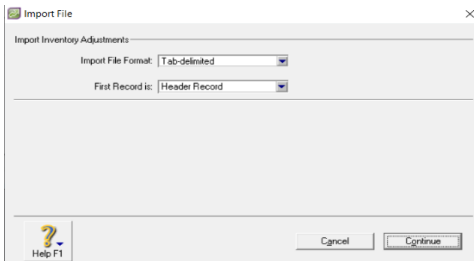 Import File
Import Inventory Adjustments
Import File Format: Tab-delimited
First Record is: Header Record
Help F1
Cancel
Continue